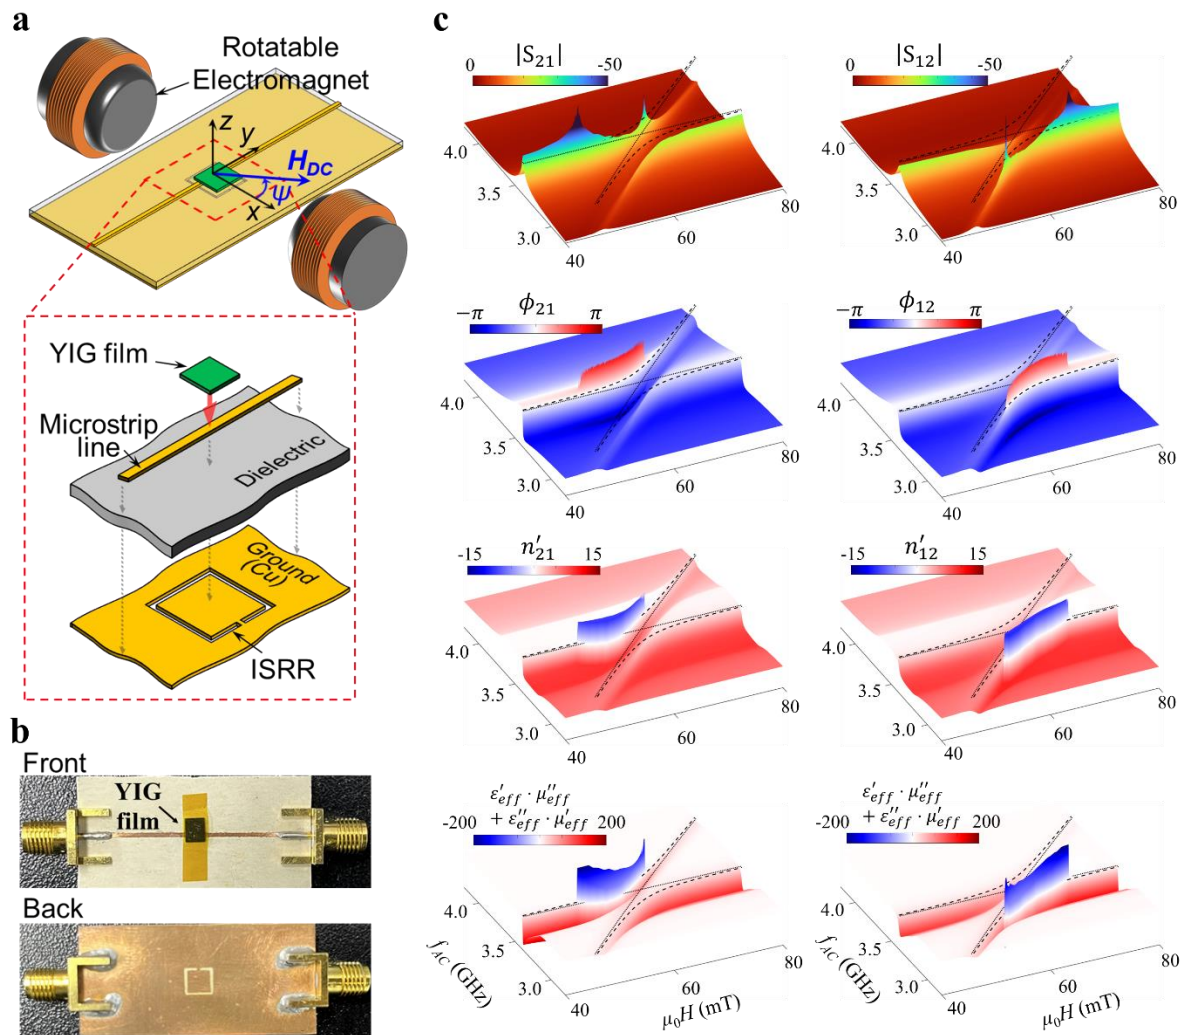 a
Rotatable
Electromagnet
z
y
H_DC
ψ
x
YIG film
Microstrip
line
Dielectric
Ground
(Cu)
ISRR
b
Front
YIG
film
Back
c
|S21|
0 -50
4.0
3.5
3.0
40
60
80
|S12|
0 -50
4.0
3.5
3.0
40
60
80
ϕ21
−π π
4.0
3.5
3.0
40
60
80
ϕ12
−π π
4.0
3.5
3.0
40
60
80
n′21
-15 15
4.0
3.5
3.0
40
60
80
n′12
-15 15
4.0
3.5
3.0
40
60
80
ε′eff · μ″eff
+ ε″eff · μ′eff
-200 200
4.0
3.5
3.0
40
60
80
f_AC (GHz)
μ0H (mT)
ε′eff · μ″eff
+ ε″eff · μ′eff
-200 200
4.0
3.5
3.0
40
60
80
f_AC (GHz)
μ0H (mT)